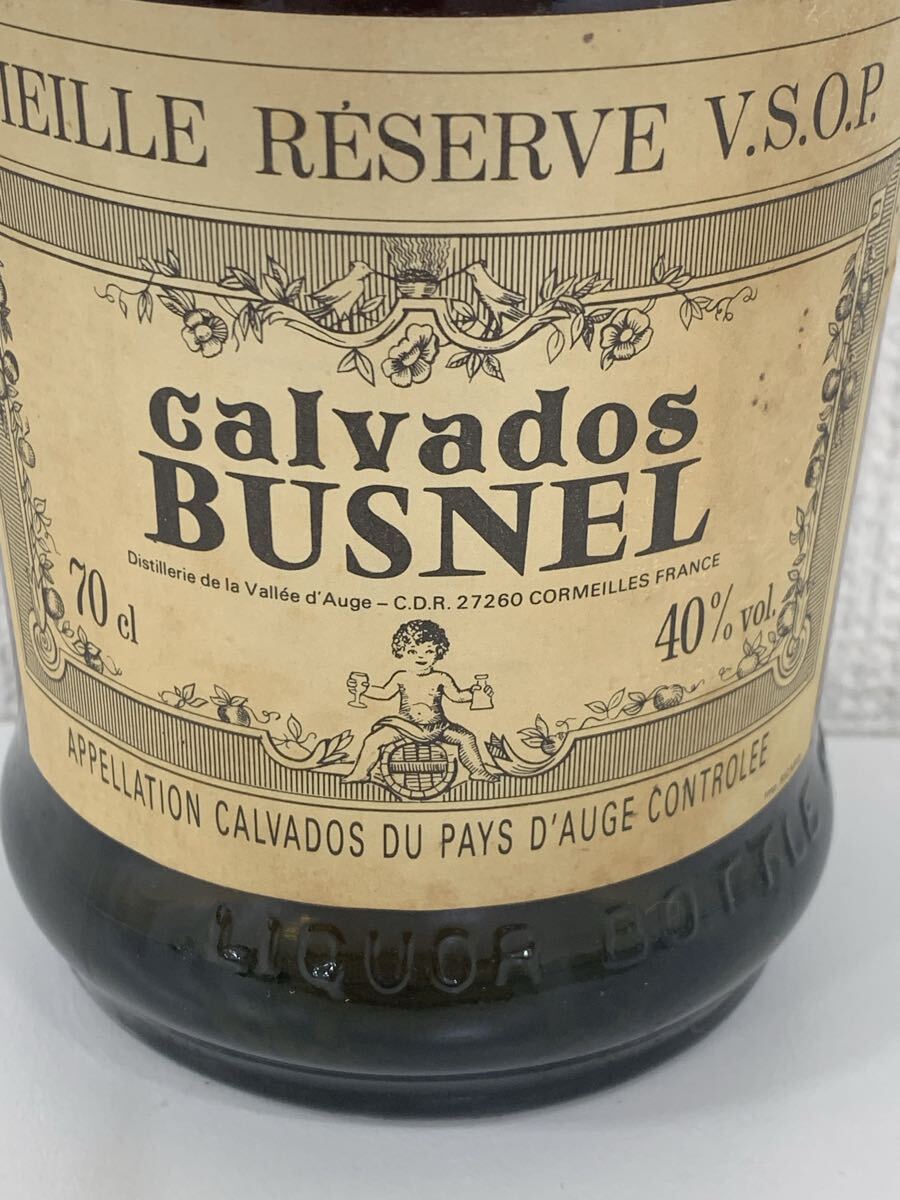 IEILLE RÉSERVE V.S.O.P.
calvados
BUSNEL
Distillerie de la Vallée d'Auge – C.D.R. 27260 CORMEILLES FRANCE
70 cl
40% vol.
APPELLATION CALVADOS DU PAYS D'AUGE CONTROLEE
LIQUOR BOTTLE